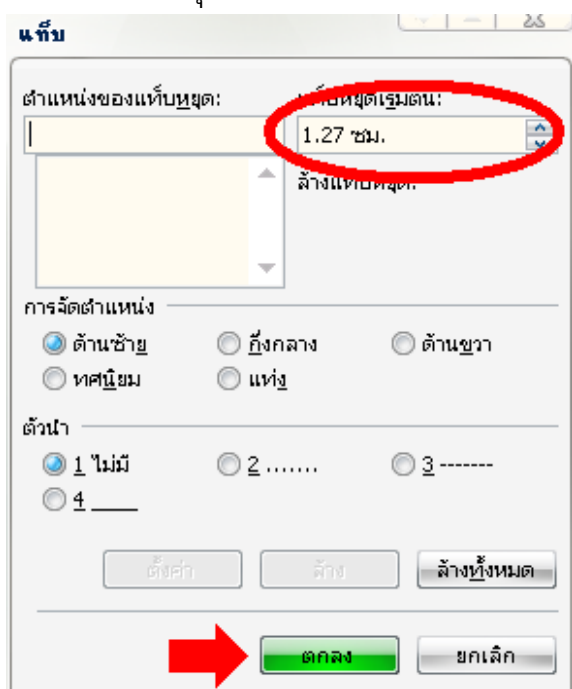 แท็บ
ตำแหน่งของแท็บหยุด: แท็บหยุดเริ่มต้น:
1.27 ซม.
ล้างแท็บหยุด:
การจัดตำแหน่ง
ด้านซ้าย กึ่งกลาง ด้านขวา
ทศนิยม แท่ง
ตัวนำ
1 ไม่มี 2 ....... 3 -------
4 ____
ตั้งค่า ล้าง ล้างทั้งหมด
ตกลง ยกเลิก